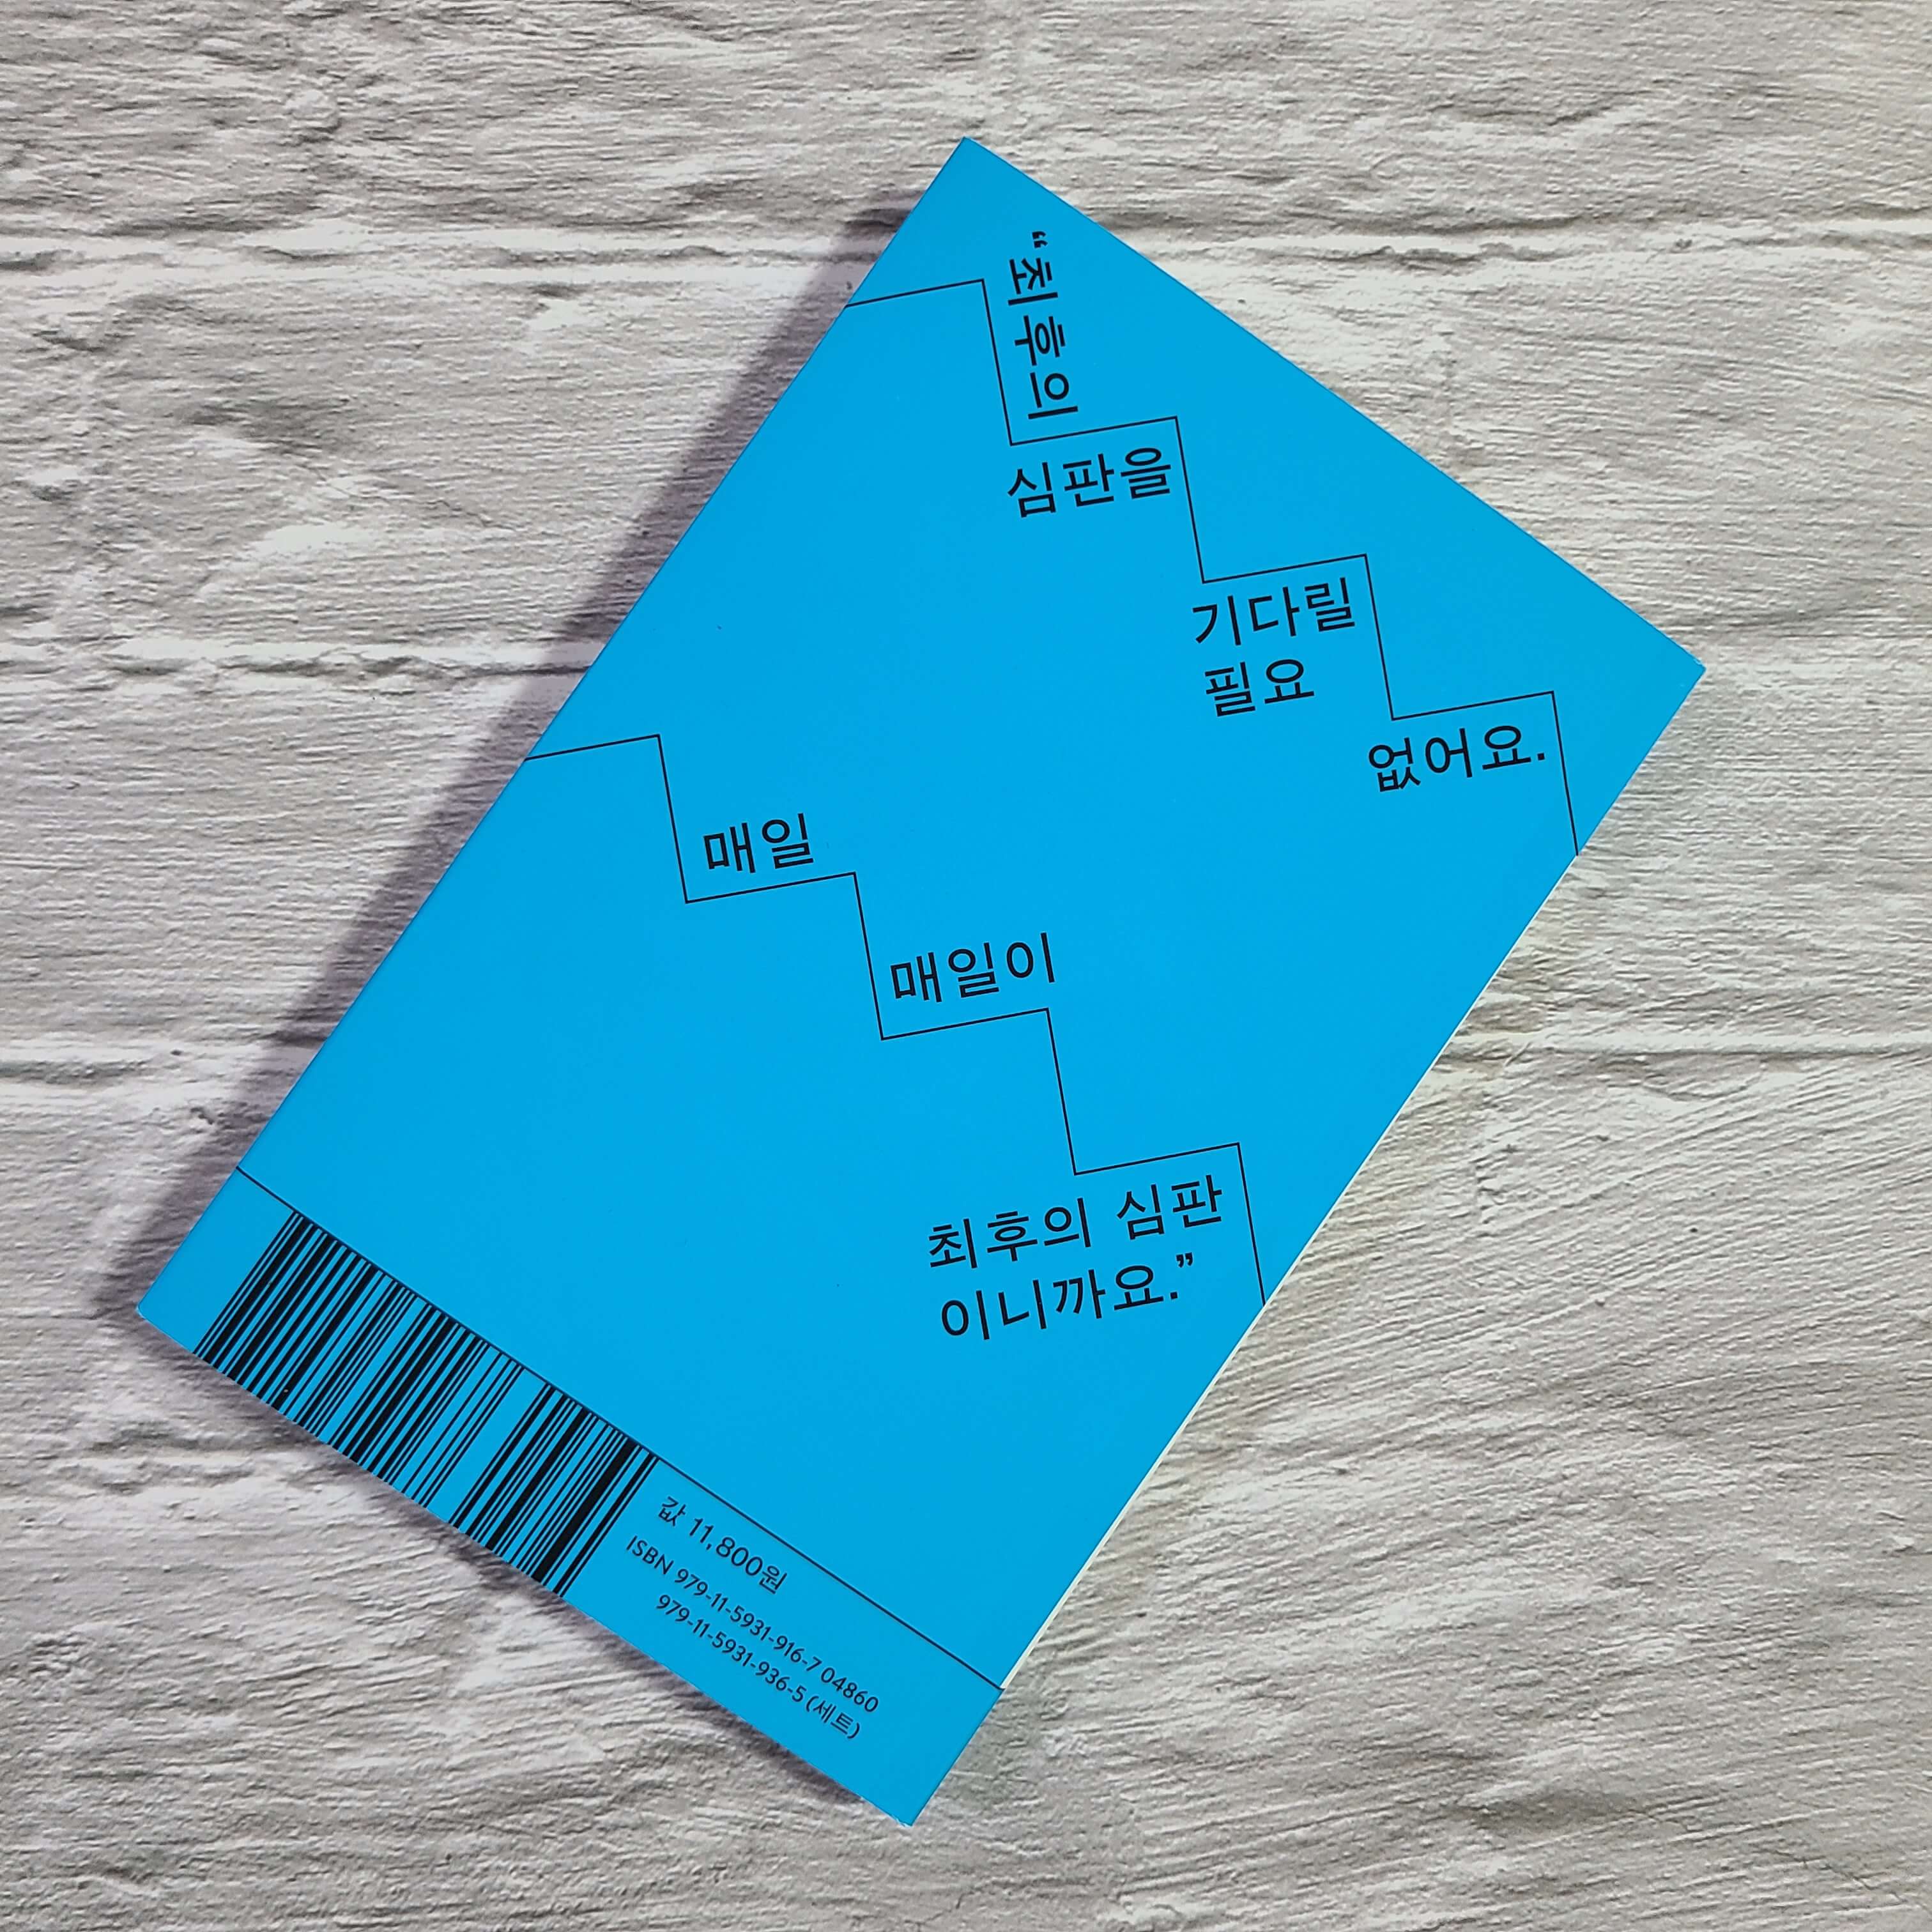 “최후의
심판을
기다릴
필요
없어요.
매일
매일이
최후의 심판
이니까요.”
값 11,800원
ISBN 979-11-5931-916-7 04860
979-11-5931-936-5 (세트)